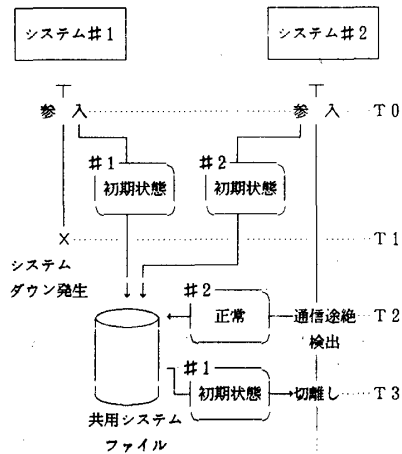 システム#1
システム#2
参 入
参 入
T0
#1
初期状態
#2
初期状態
T1
システム
ダウン発生
#2
正常
通信途絶
検出
T2
#1
初期状態
切離し
T3
共用システム
ファイル